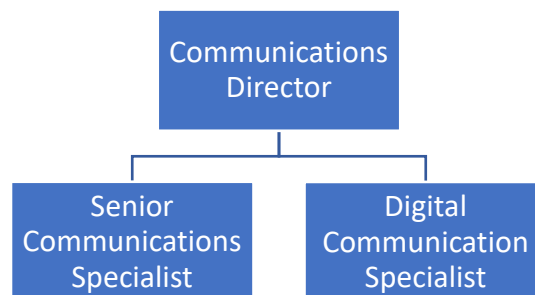 Communications
Director
Senior
Communications
Specialist
Digital
Communication
Specialist